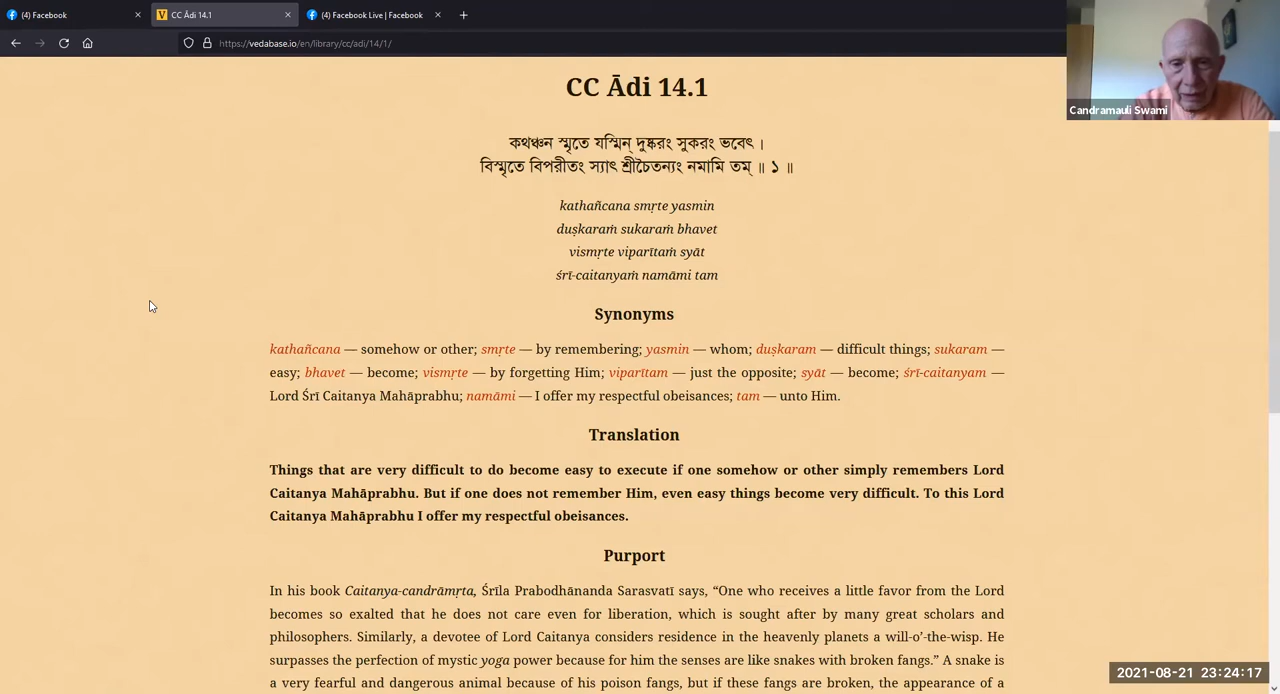 (4) Facebook
CC Ādi 14.1
(4) Facebook Live | Facebook
https://vedabase.io/en/library/cc/adi/14/1/
Candramauli Swami
CC Ādi 14.1
কথঞ্চন স্মৃতে যস্মিন্ দুষ্করং সুকরং ভবেৎ ।
বিস্মৃতে বিপরীতং স্যাৎ শ্রীচৈতন্যং নমামি তম্ ॥ ১ ॥
kathañcana smṛte yasmin
duṣkaraṁ sukaraṁ bhavet
vismṛte viparītaṁ syāt
śrī-caitanyaṁ namāmi tam
Synonyms
kathañcana — somehow or other; smṛte — by remembering; yasmin — whom; duṣkaram — difficult things; sukaram —
easy; bhavet — become; vismṛte — by forgetting Him; viparītam — just the opposite; syāt — become; śrī-caitanyam —
Lord Śrī Caitanya Mahāprabhu; namāmi — I offer my respectful obeisances; tam — unto Him.
Translation
Things that are very difficult to do become easy to execute if one somehow or other simply remembers Lord
Caitanya Mahāprabhu. But if one does not remember Him, even easy things become very difficult. To this Lord
Caitanya Mahāprabhu I offer my respectful obeisances.
Purport
In his book Caitanya-candrāmṛta, Śrīla Prabodhānanda Sarasvatī says, “One who receives a little favor from the Lord
becomes so exalted that he does not care even for liberation, which is sought after by many great scholars and
philosophers. Similarly, a devotee of Lord Caitanya considers residence in the heavenly planets a will-o’-the-wisp. He
surpasses the perfection of mystic yoga power because for him the senses are like snakes with broken fangs.” A snake is
a very fearful and dangerous animal because of his poison fangs, but if these fangs are broken, the appearance of a
2021-08-21 23:24:17